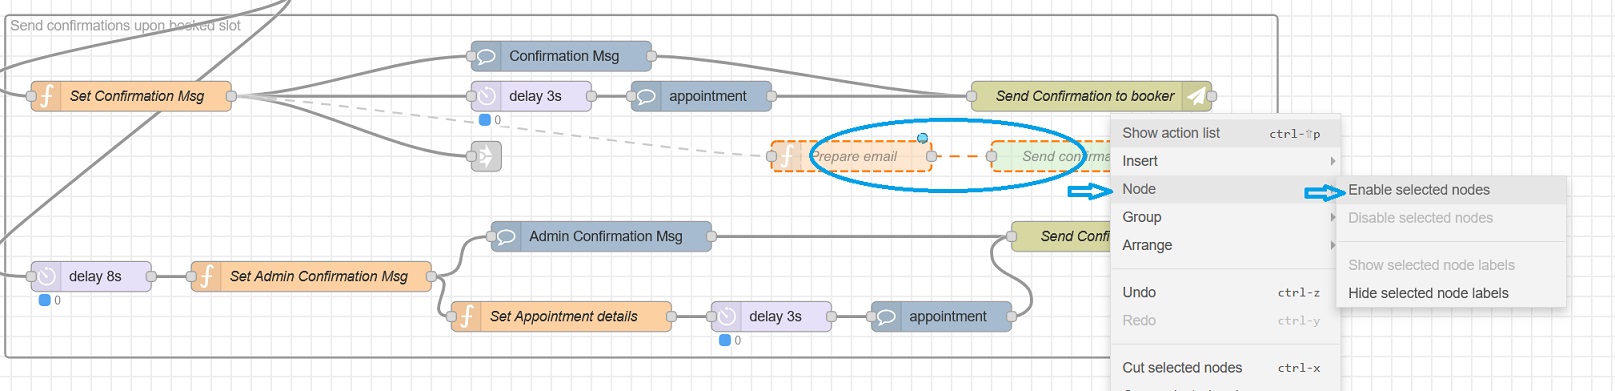 Send confirmations upon booked slot
Confirmation Msg
Set Confirmation Msg
delay 3s
appointment
Send Confirmation to booker
0
Prepare email
Send confirma
Admin Confirmation Msg
Send Confi
delay 8s
Set Admin Confirmation Msg
0
Set Appointment details
delay 3s
appointment
0
Show action list ctrl-⇧p
Insert
Node
Group
Arrange
Undo ctrl-z
Redo ctrl-y
Cut selected nodes ctrl-x
Enable selected nodes
Disable selected nodes
Show selected node labels
Hide selected node labels